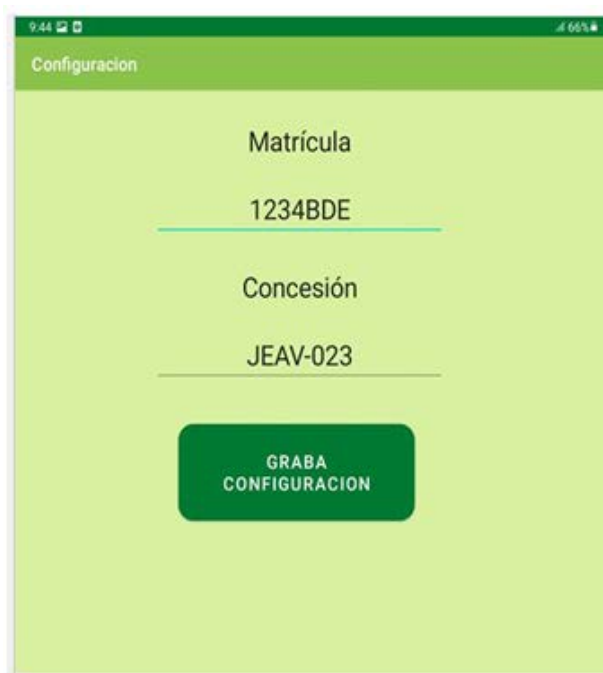 9:44 66%
Configuracion
Matrícula
1234BDE
Concesión
JEAV-023
GRABA
CONFIGURACION